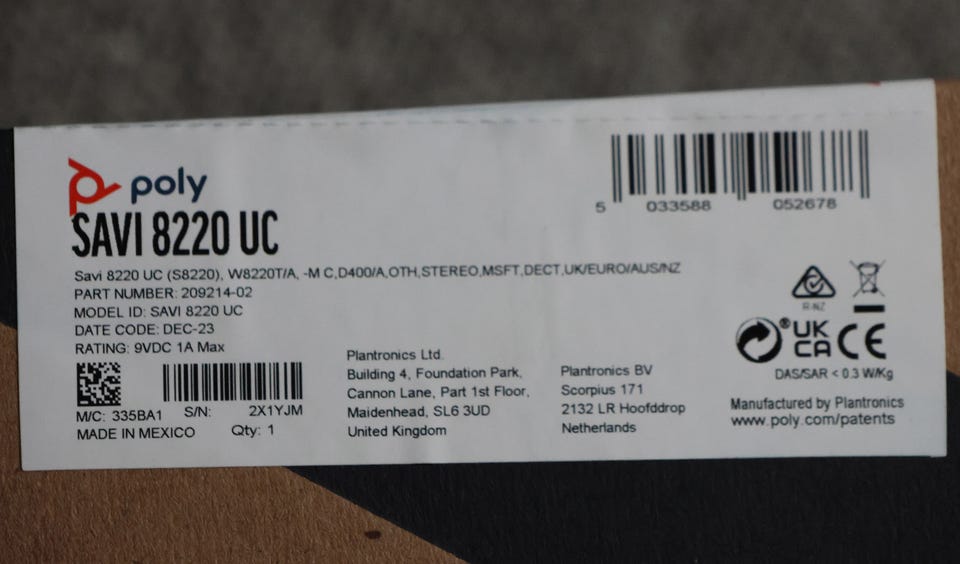 poly
SAVI 8220 UC
Savi 8220 UC (S8220), W8220T/A, -M C,D400/A,OTH,STEREO,MSFT,DECT,UK/EURO/AUS/NZ
PART NUMBER: 209214-02
MODEL ID: SAVI 8220 UC
DATE CODE: DEC-23
RATING: 9VDC 1A Max
M/C: 335BA1 S/N: 2X1YJM
MADE IN MEXICO Qty: 1
Plantronics Ltd.
Building 4, Foundation Park,
Cannon Lane, Part 1st Floor,
Maidenhead, SL6 3UD
United Kingdom
Plantronics BV
Scorpius 171
2132 LR Hoofddrop
Netherlands
5 033588 052678
R-NZ
® UK
CA CE
DAS/SAR < 0.3 W/Kg
Manufactured by Plantronics
www.poly.com/patents